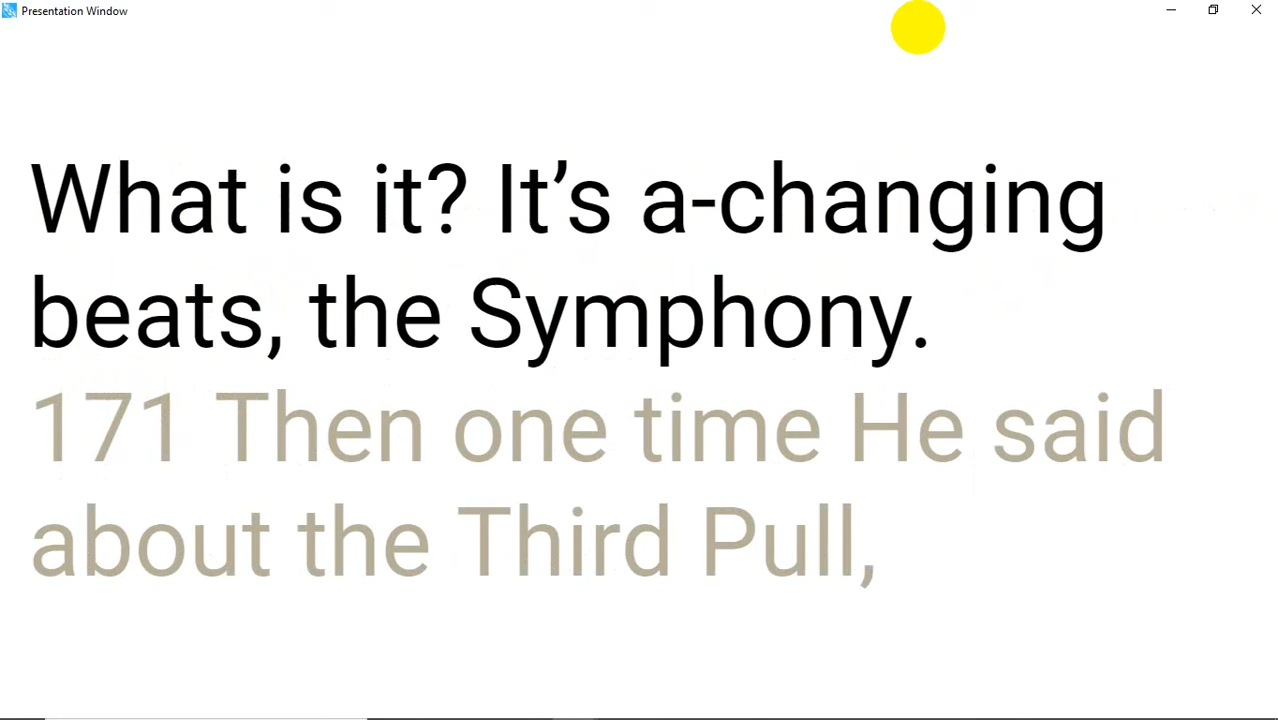 Presentation Window
What is it? It’s a-changing
beats, the Symphony.
171 Then one time He said
about the Third Pull,